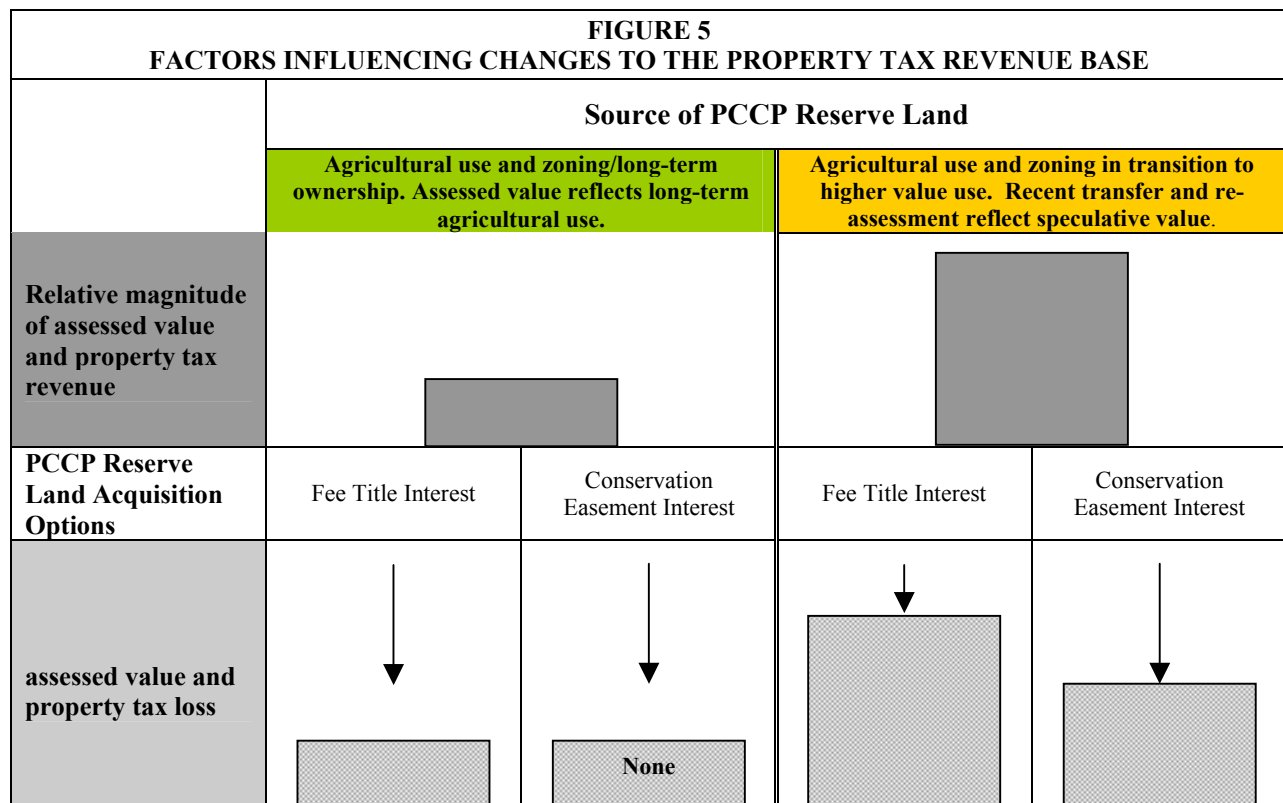 FIGURE 5
FACTORS INFLUENCING CHANGES TO THE PROPERTY TAX REVENUE BASE
Source of PCCP Reserve Land
Agricultural use and zoning/long-term
ownership. Assessed value reflects long-term
agricultural use.
Agricultural use and zoning in transition to
higher value use. Recent transfer and re-
assessment reflect speculative value.
Relative magnitude
of assessed value
and property tax
revenue
PCCP Reserve
Land Acquisition
Options
Fee Title Interest
Conservation
Easement Interest
Fee Title Interest
Conservation
Easement Interest
assessed value and
property tax loss
None